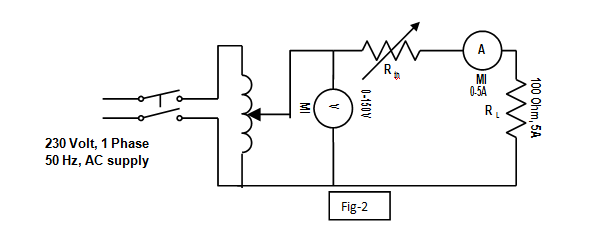 230 Volt, 1 Phase
50 Hz, AC supply
MI
V
0-150V
R th
A
MI
0-5A
R L
100 Ohm, 5A
Fig-2